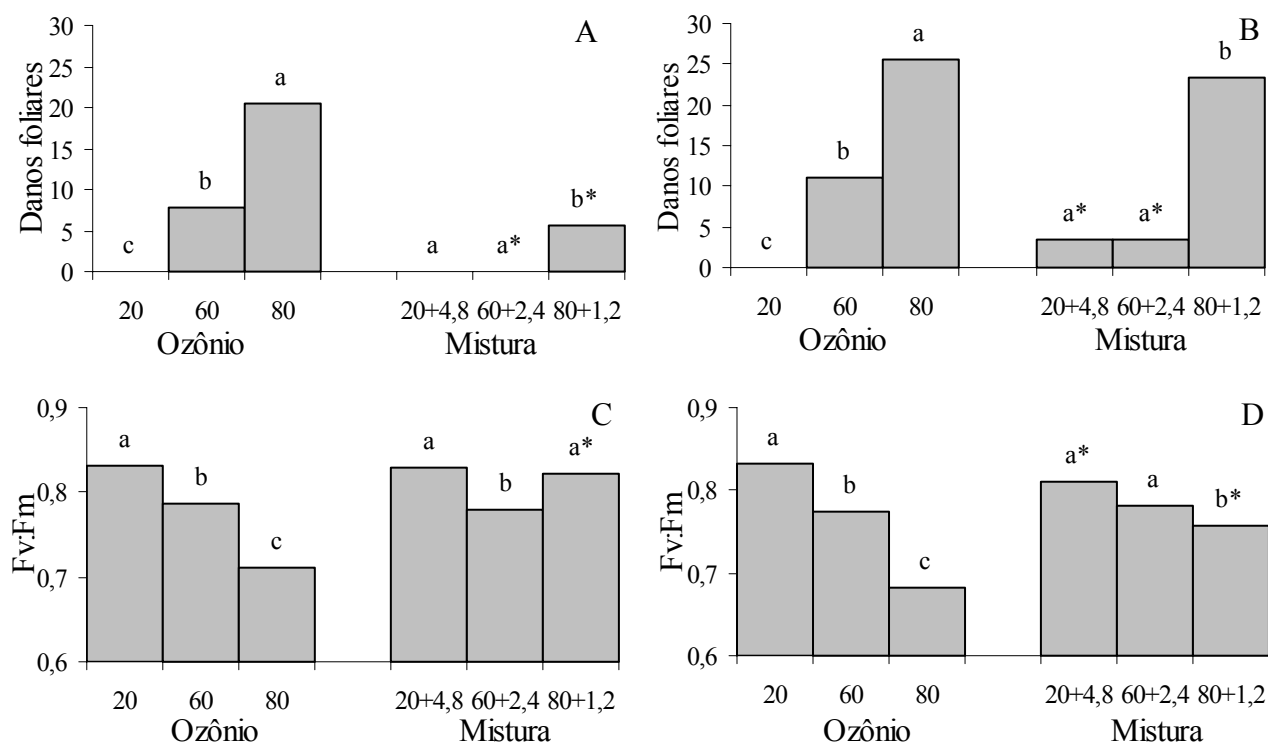 A
Danos foliares
30
25
20
15
10
5
0
c
b
a
a
a*
b*
20 60 80 20+4,8 60+2,4 80+1,2
Ozônio Mistura
B
Danos foliares
30
25
20
15
10
5
0
c
b
a
a*
a*
b
20 60 80 20+4,8 60+2,4 80+1,2
Ozônio Mistura
C
Fv:Fm
0,9
0,8
0,7
0,6
a
b
c
a
b
a*
20 60 80 20+4,8 60+2,4 80+1,2
Ozônio Mistura
D
Fv:Fm
0,9
0,8
0,7
0,6
a
b
c
a*
a
b*
20 60 80 20+4,8 60+2,4 80+1,2
Ozônio Mistura